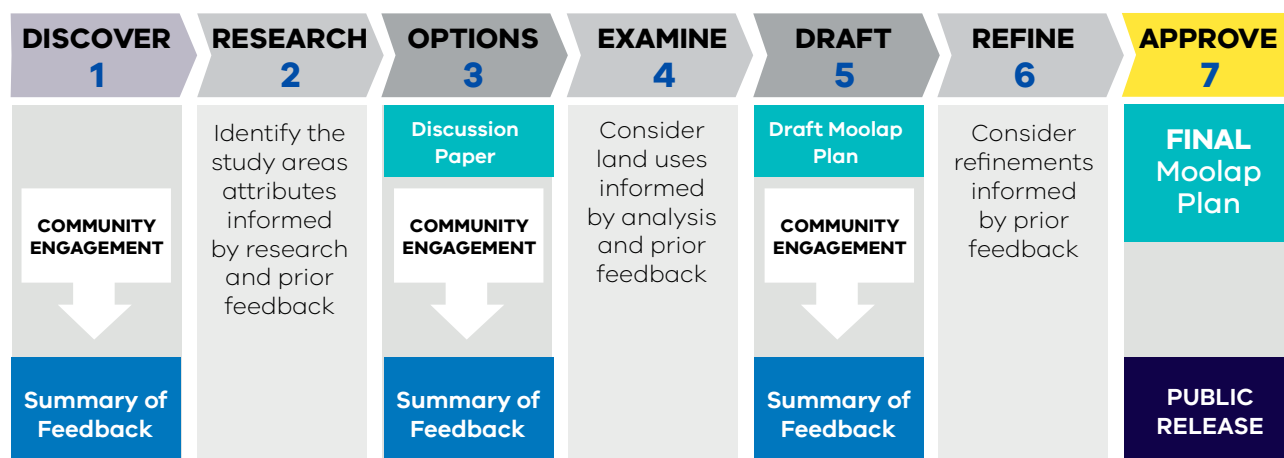 DISCOVER
1
COMMUNITY
ENGAGEMENT
Summary of
Feedback
RESEARCH
2
Identify the
study areas
attributes
informed
by research
and prior
feedback
OPTIONS
3
Discussion
Paper
COMMUNITY
ENGAGEMENT
Summary of
Feedback
EXAMINE
4
Consider
land uses
informed
by analysis
and prior
feedback
DRAFT
5
Draft Moolap
Plan
COMMUNITY
ENGAGEMENT
Summary of
Feedback
REFINE
6
Consider
refinements
informed
by prior
feedback
APPROVE
7
FINAL
Moolap
Plan
PUBLIC
RELEASE